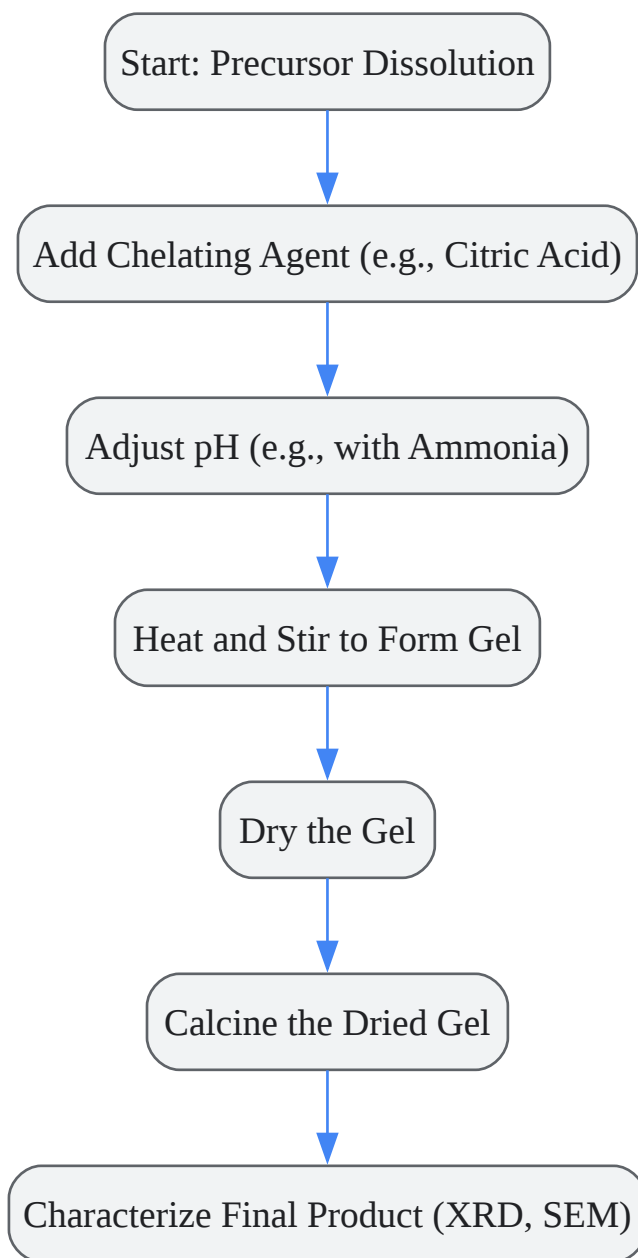 Start: Precursor Dissolution
Add Chelating Agent (e.g., Citric Acid)
Adjust pH (e.g., with Ammonia)
Heat and Stir to Form Gel
Dry the Gel
Calcine the Dried Gel
Characterize Final Product (XRD, SEM)